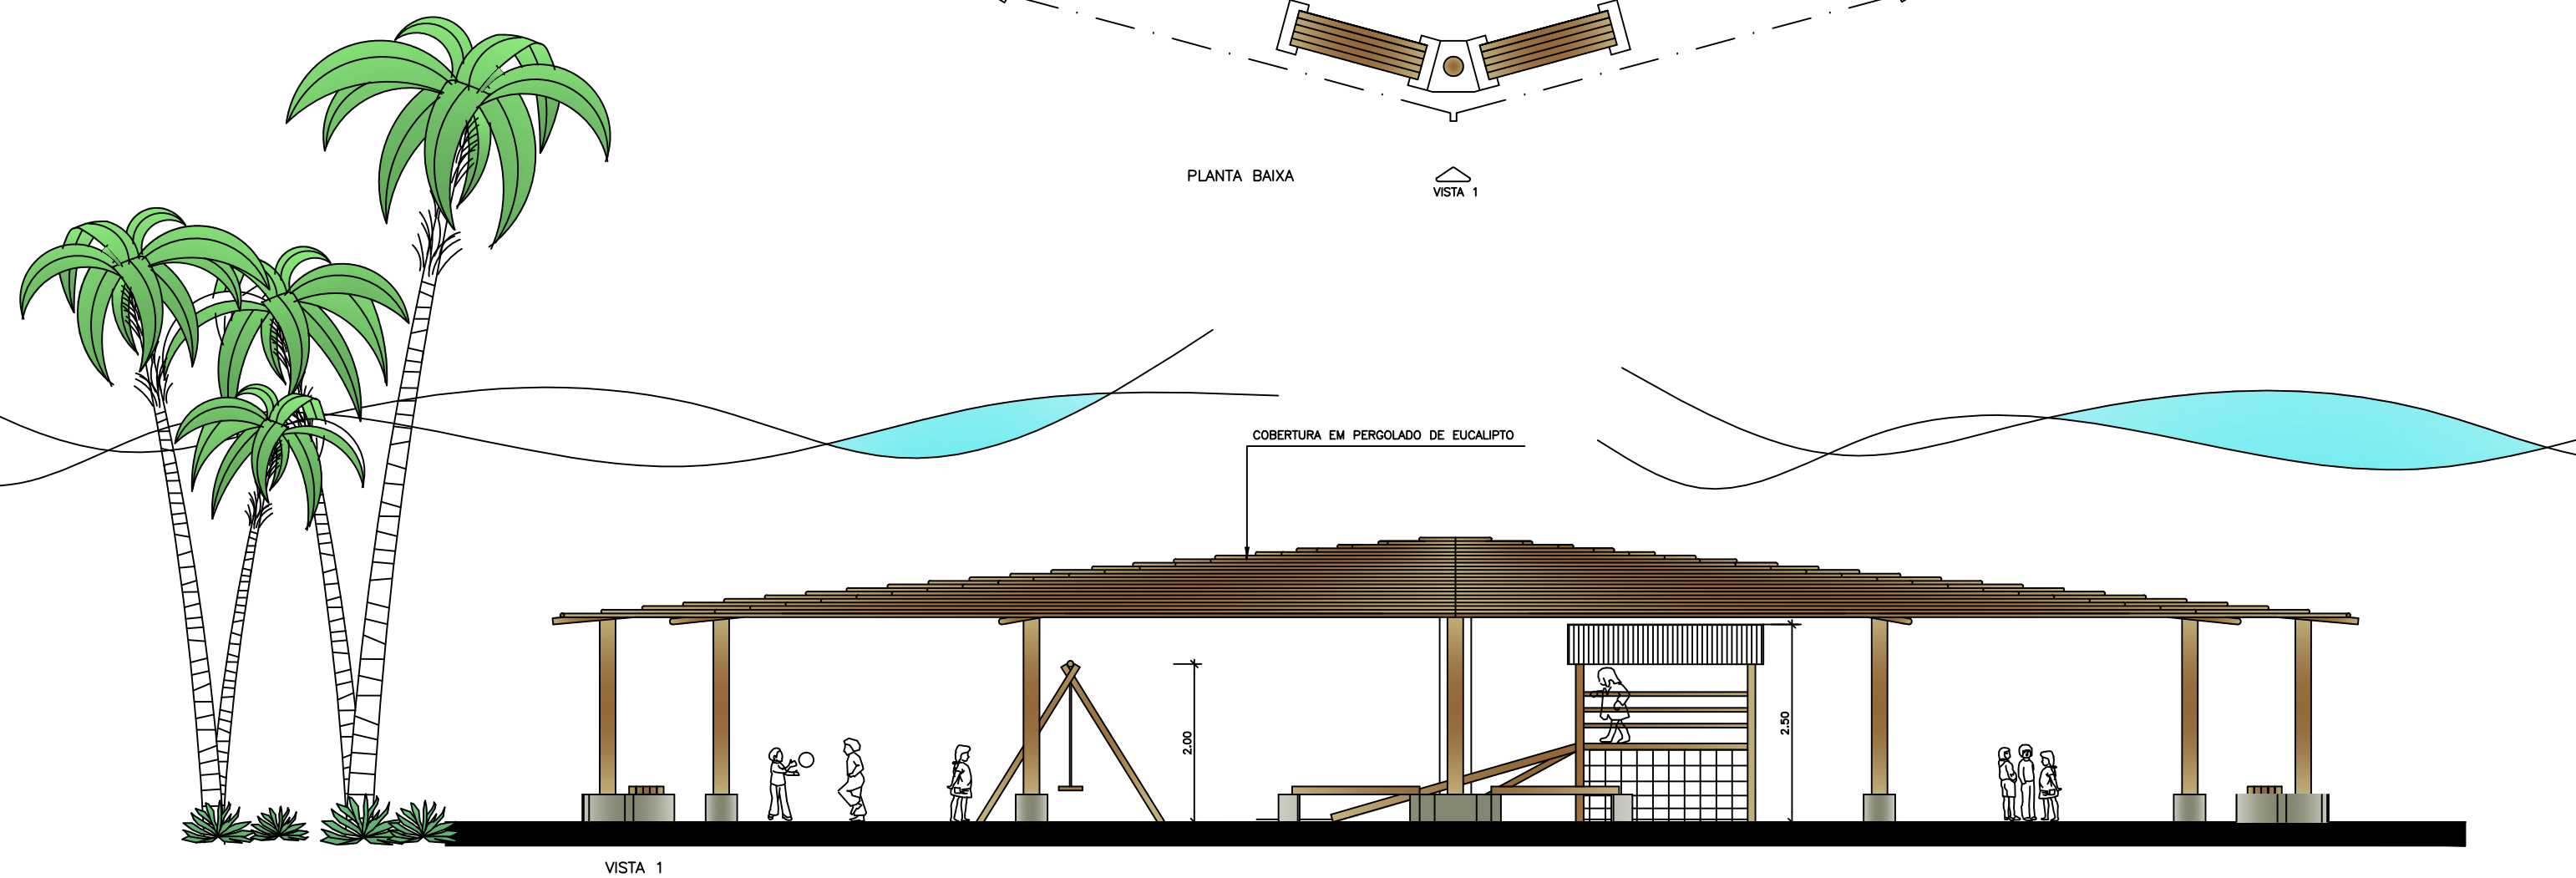 PLANTA BAIXA
VISTA 1
COBERTURA EM PERGOLADO DE EUCALIPTO
2.00
2.50
VISTA 1